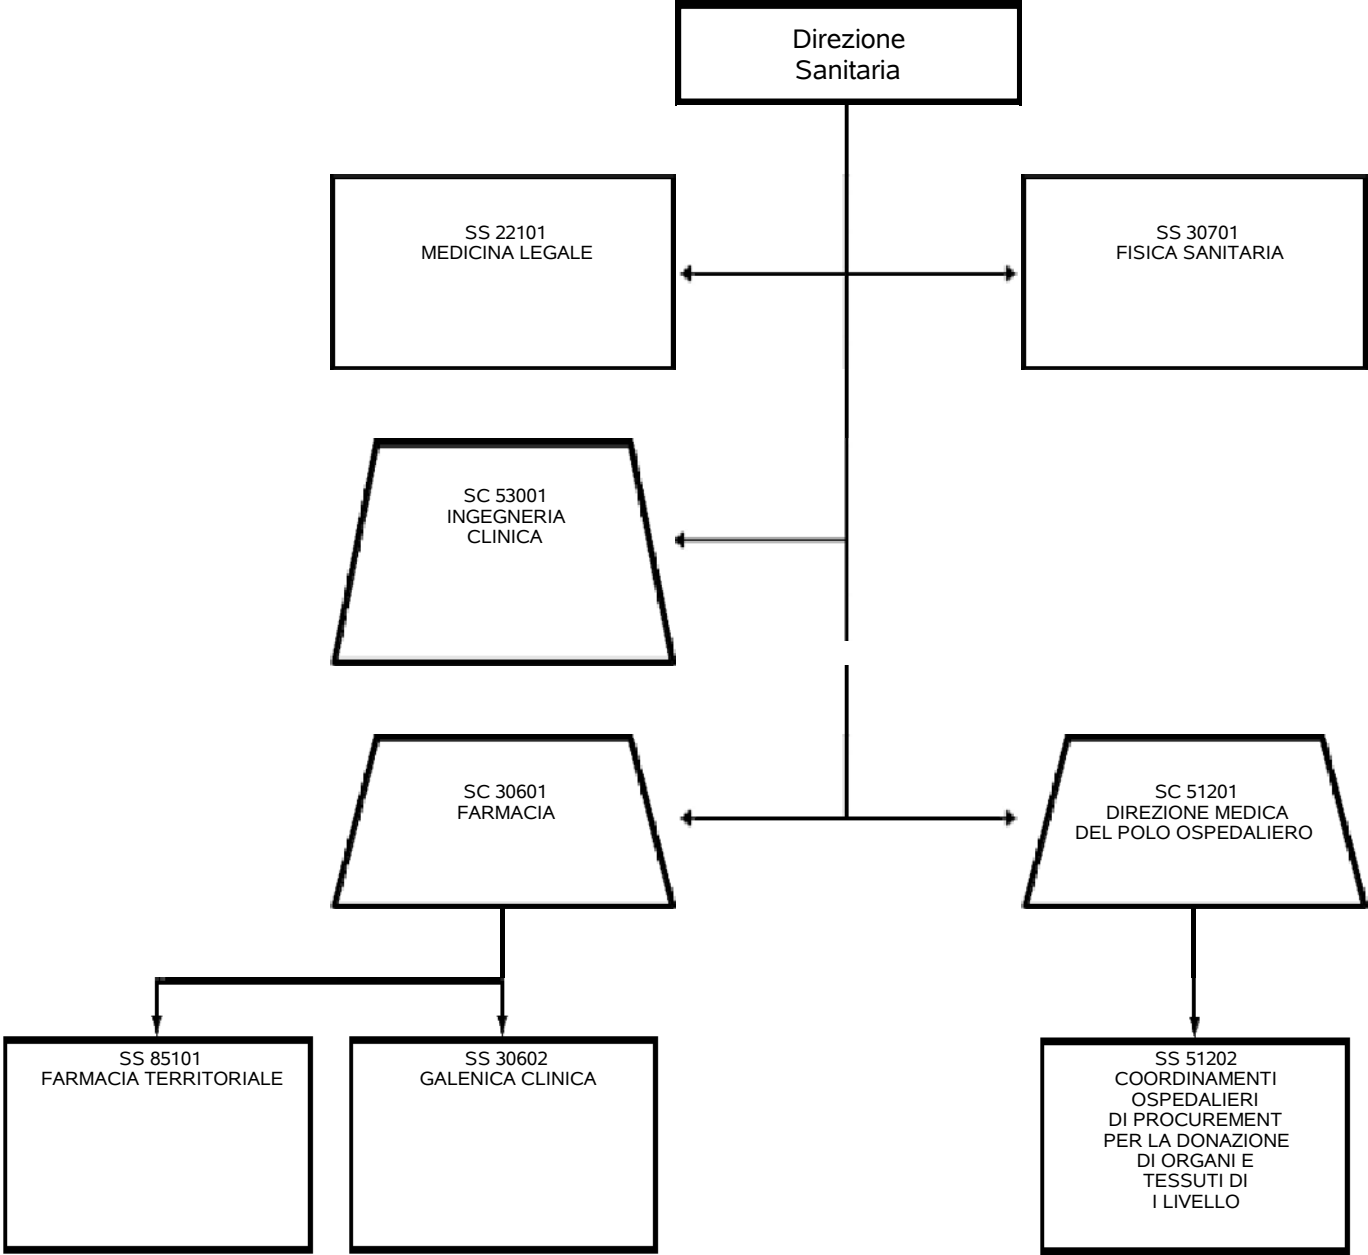 Direzione
Sanitaria
SS 22101
MEDICINA LEGALE
SS 30701
FISICA SANITARIA
SC 53001
INGEGNERIA
CLINICA
SC 30601
FARMACIA
SC 51201
DIREZIONE MEDICA
DEL POLO OSPEDALIERO
SS 85101
FARMACIA TERRITORIALE
SS 30602
GALENICA CLINICA
SS 51202
COORDINAMENTI
OSPEDALIERI
DI PROCUREMENT
PER LA DONAZIONE
DI ORGANI E
TESSUTI DI
I LIVELLO